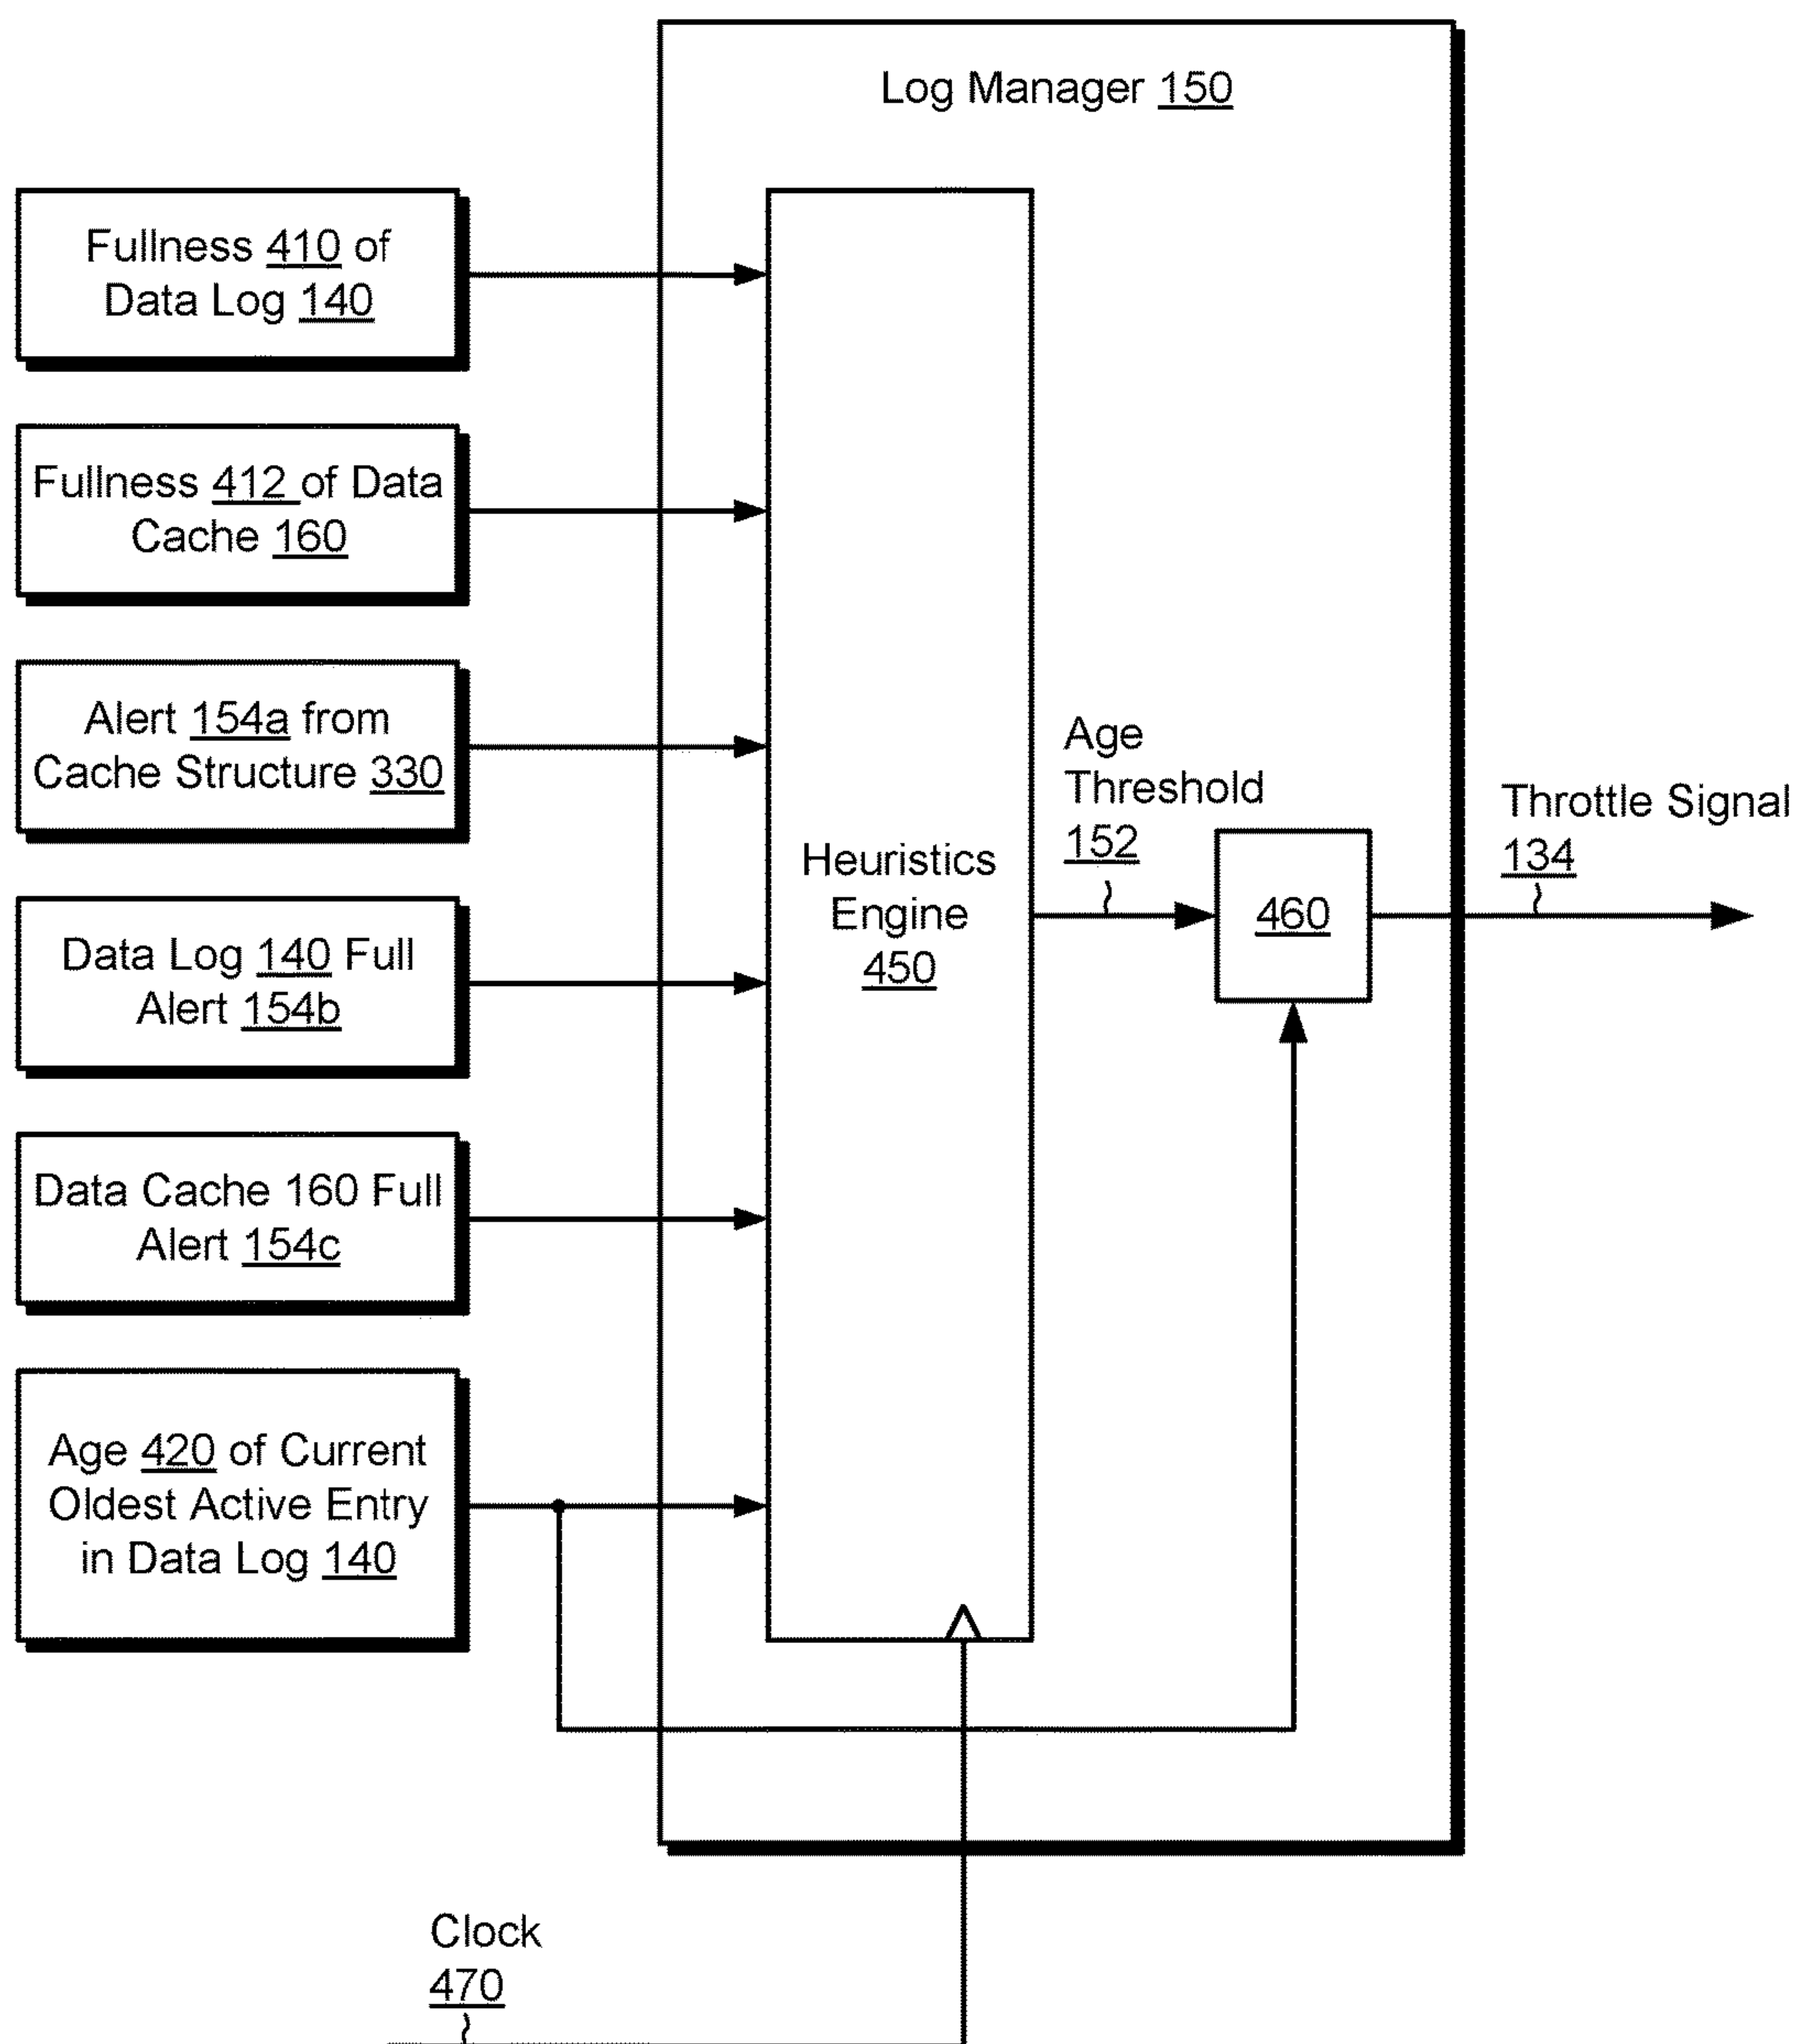 Log Manager 150
Fullness 410 of
Data Log 140
Fullness 412 of Data
Cache 160
Alert 154a from
Cache Structure 330
Data Log 140 Full
Alert 154b
Data Cache 160 Full
Alert 154c
Age 420 of Current
Oldest Active Entry
in Data Log 140
Heuristics
Engine
450
Age
Threshold
152
460
Throttle Signal
134
Clock
470